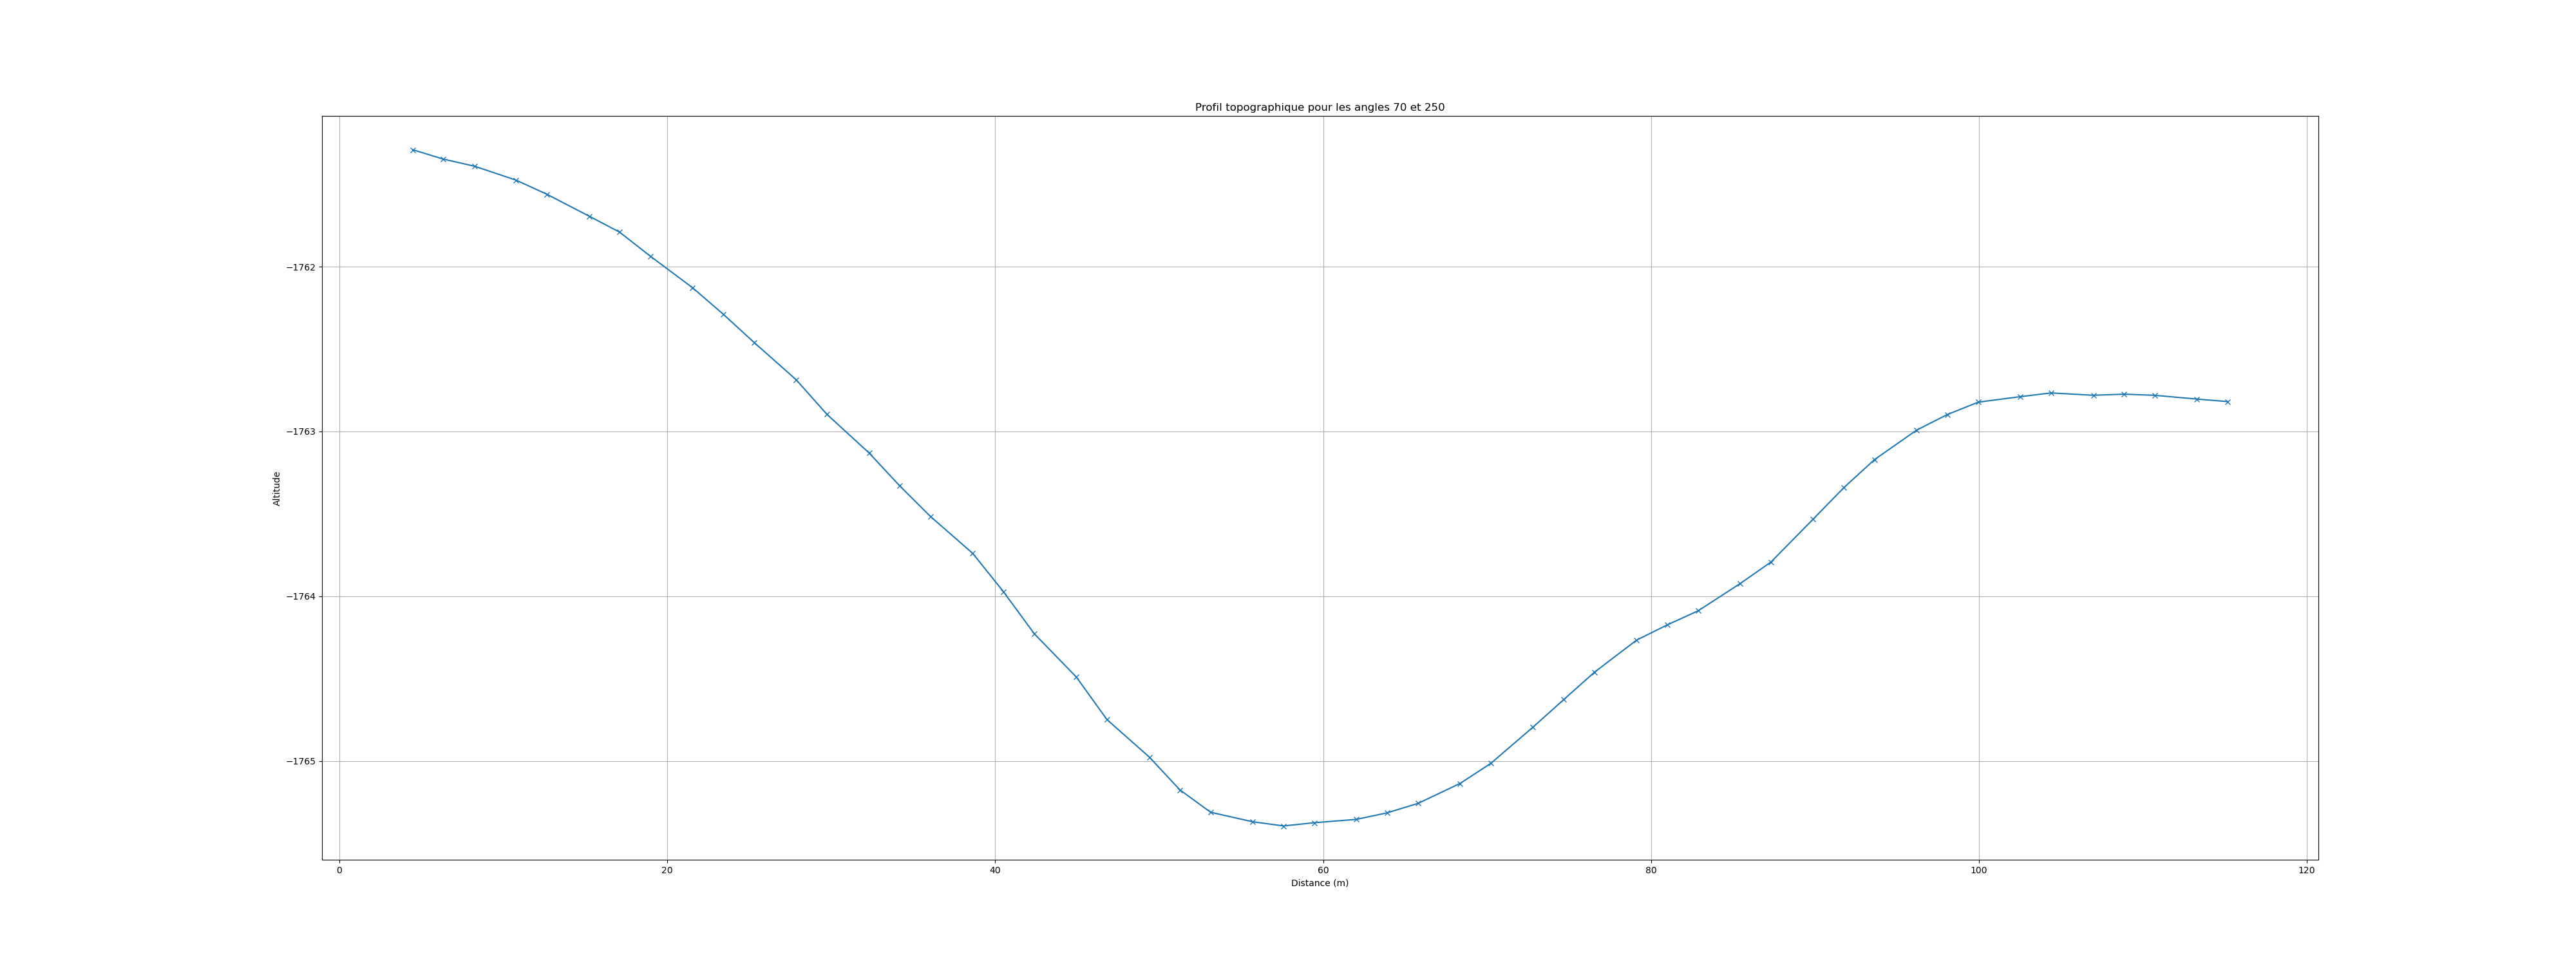 Profil topographique pour les angles 70 et 250
Altitude
−1762
−1763
−1764
−1765
0 20 40 60 80 100 120
Distance (m)